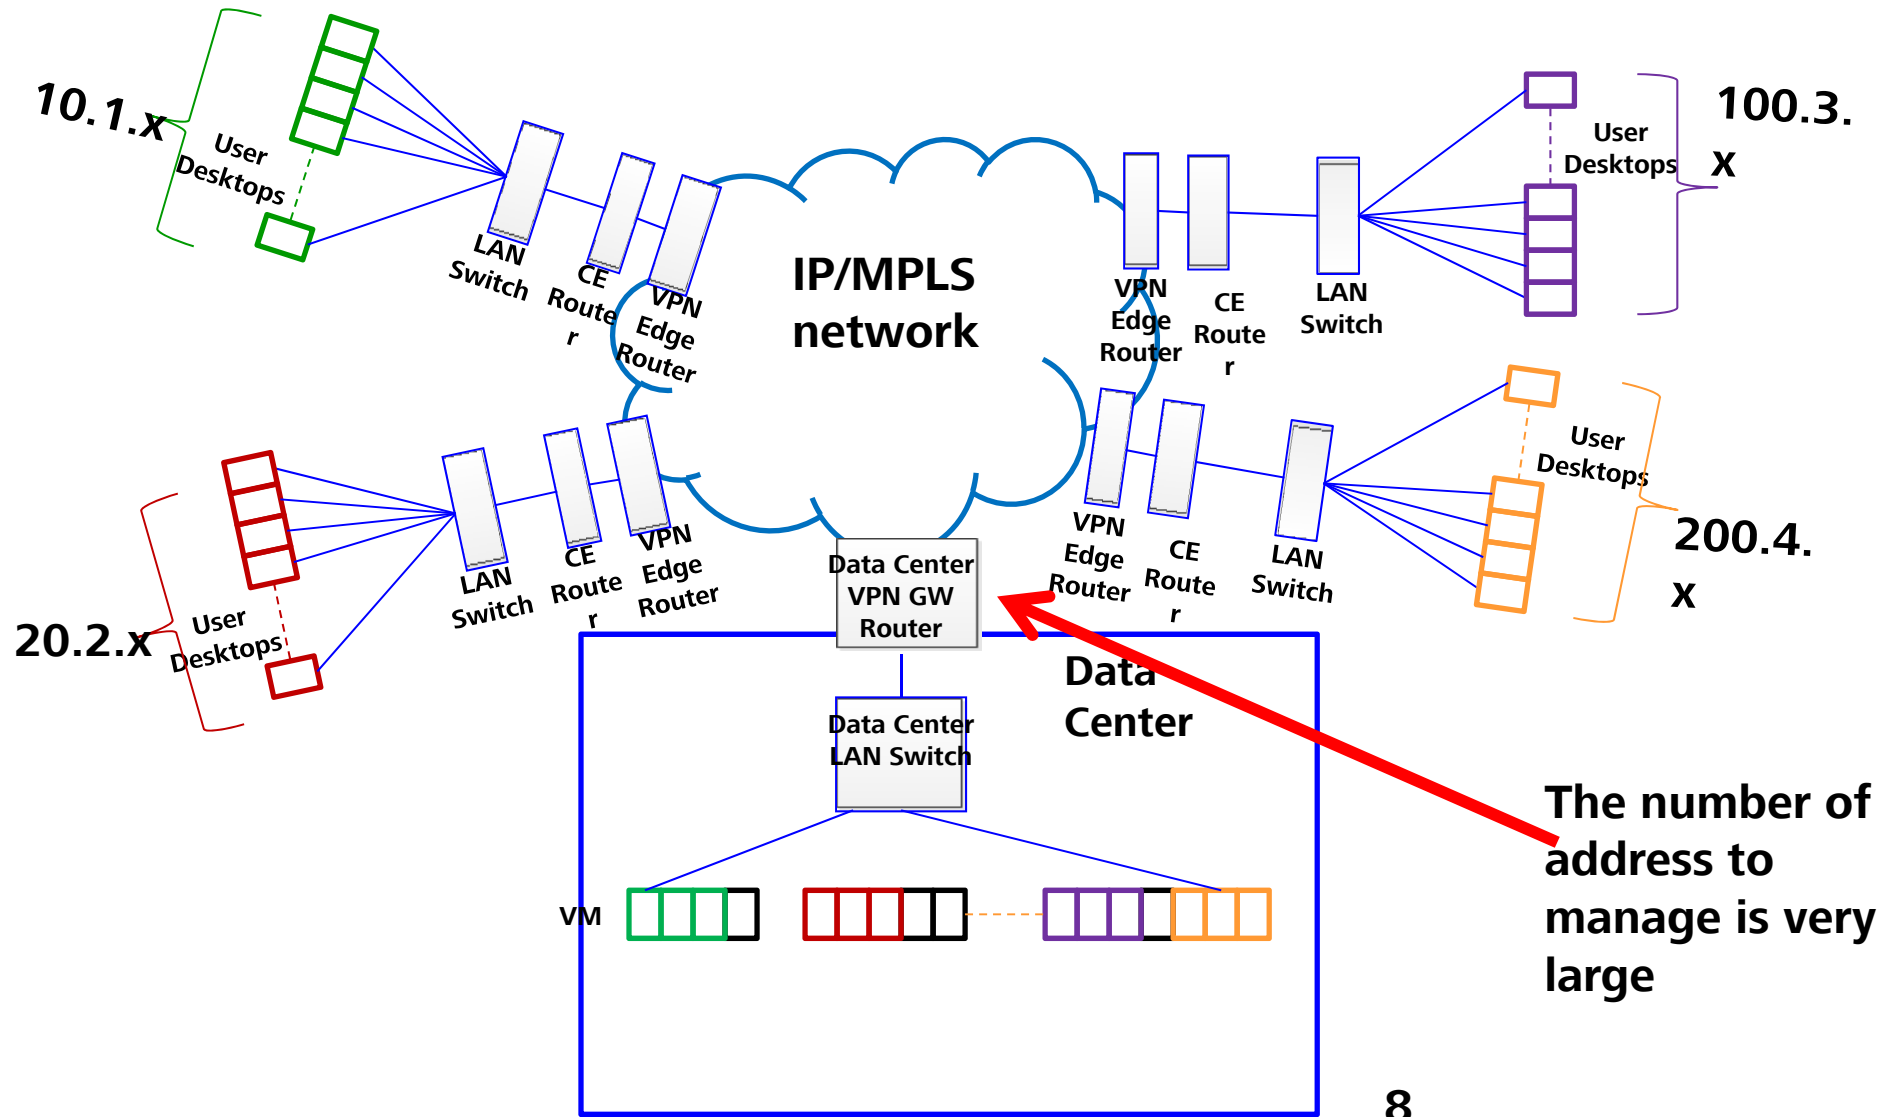 10.1.x
User
Desktops
LAN
Switch
CE
Route
r
VPN
Edge
Router
IP/MPLS
network
VPN
Edge
Router
CE
Route
r
LAN
Switch
User
Desktops
100.3.
x
20.2.x
User
Desktops
LAN
Switch
CE
Route
r
VPN
Edge
Router
VPN
Edge
Router
CE
Route
r
LAN
Switch
User
Desktops
200.4.
x
Data Center
VPN GW
Router
Data
Center
Data Center
LAN Switch
VM
The number of
address to
manage is very
large
8